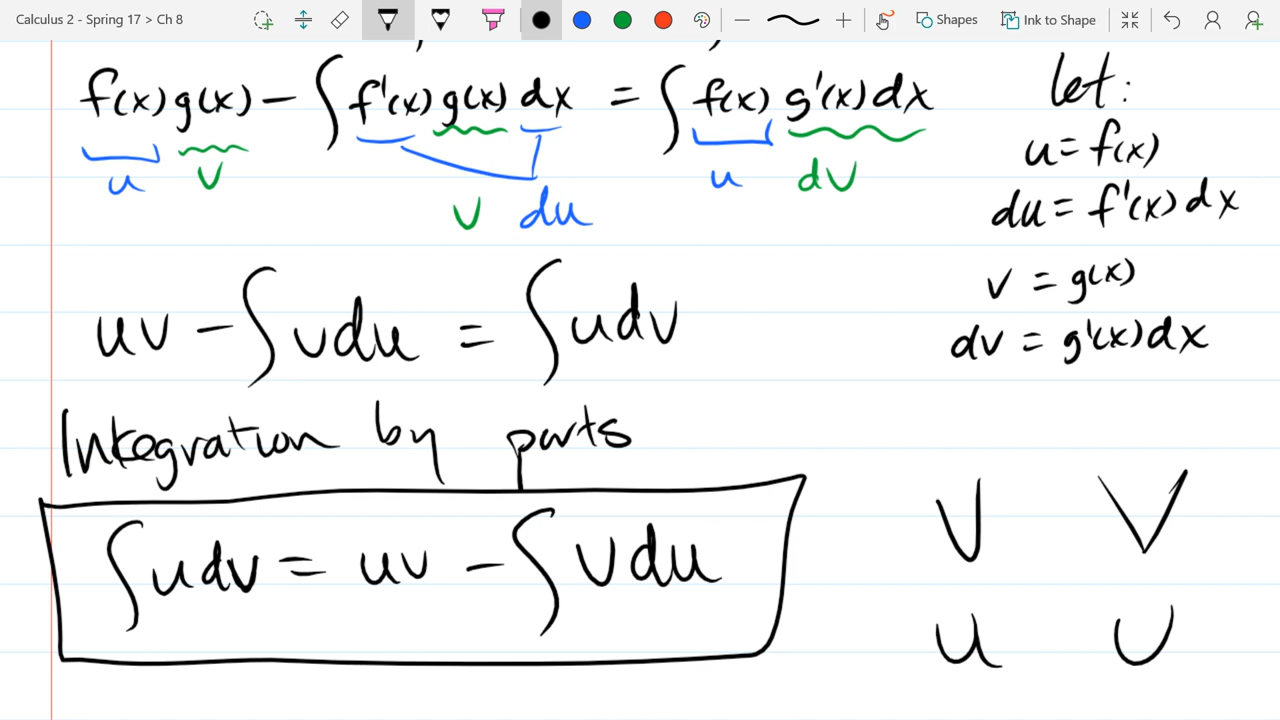 Calculus 2 - Spring 17 > Ch 8
Shapes
Ink to Shape
f(x)g(x) - ∫ f'(x) g(x) dx = ∫ f(x) g'(x)dx
u v v du u dv
let:
u = f(x)
du = f'(x)dx
v = g(x)
dv = g'(x)dx
uv - ∫ vdu = ∫ udv
Integration by parts
∫ udv = uv - ∫ vdu
v V
u U